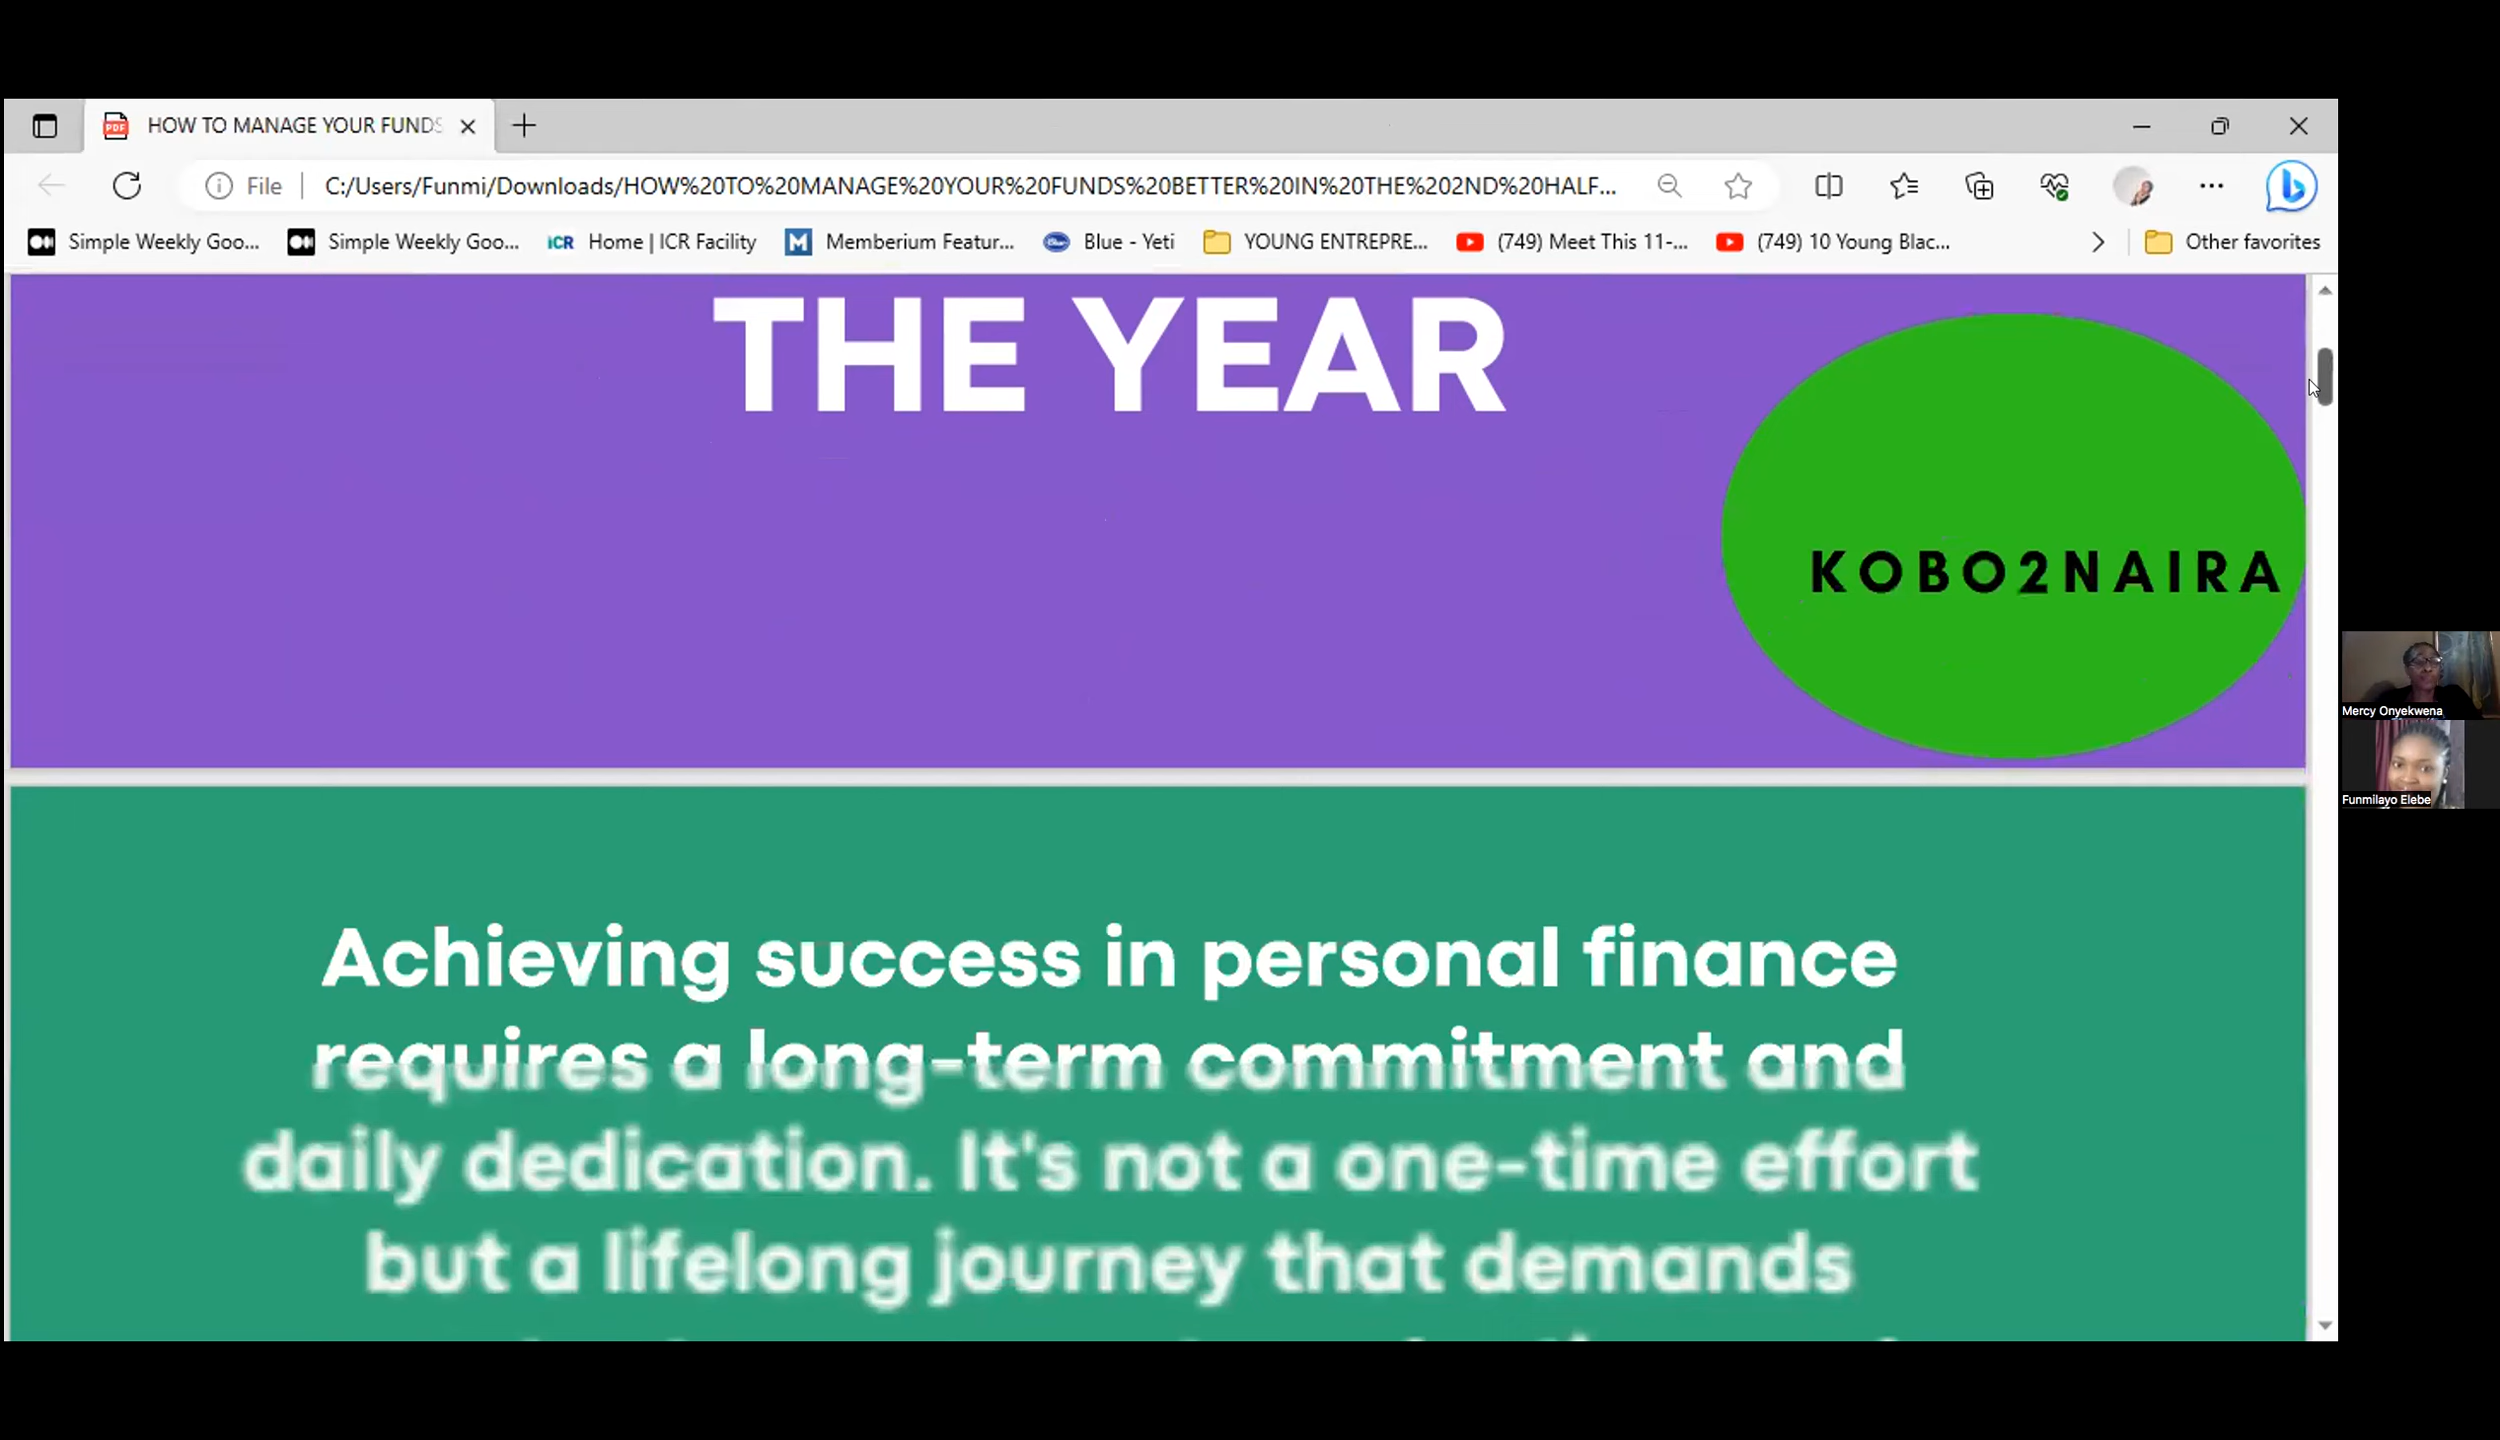 HOW TO MANAGE YOUR FUNDS
File
C:/Users/Funmi/Downloads/HOW%20TO%20MANAGE%20YOUR%20FUNDS%20BETTER%20IN%20THE%202ND%20HALF...
Simple Weekly Goo...
Simple Weekly Goo...
iCR Home | ICR Facility
M Memberium Featur...
Blue - Yeti
YOUNG ENTREPRE...
(749) Meet This 11-...
(749) 10 Young Blac...
Other favorites
THE YEAR
KOBO2NAIRA
Mercy Onyekwena
Funmilayo Elebe
Achieving success in personal finance
requires a long-term commitment and
daily dedication. It's not a one-time effort
but a lifelong journey that demands